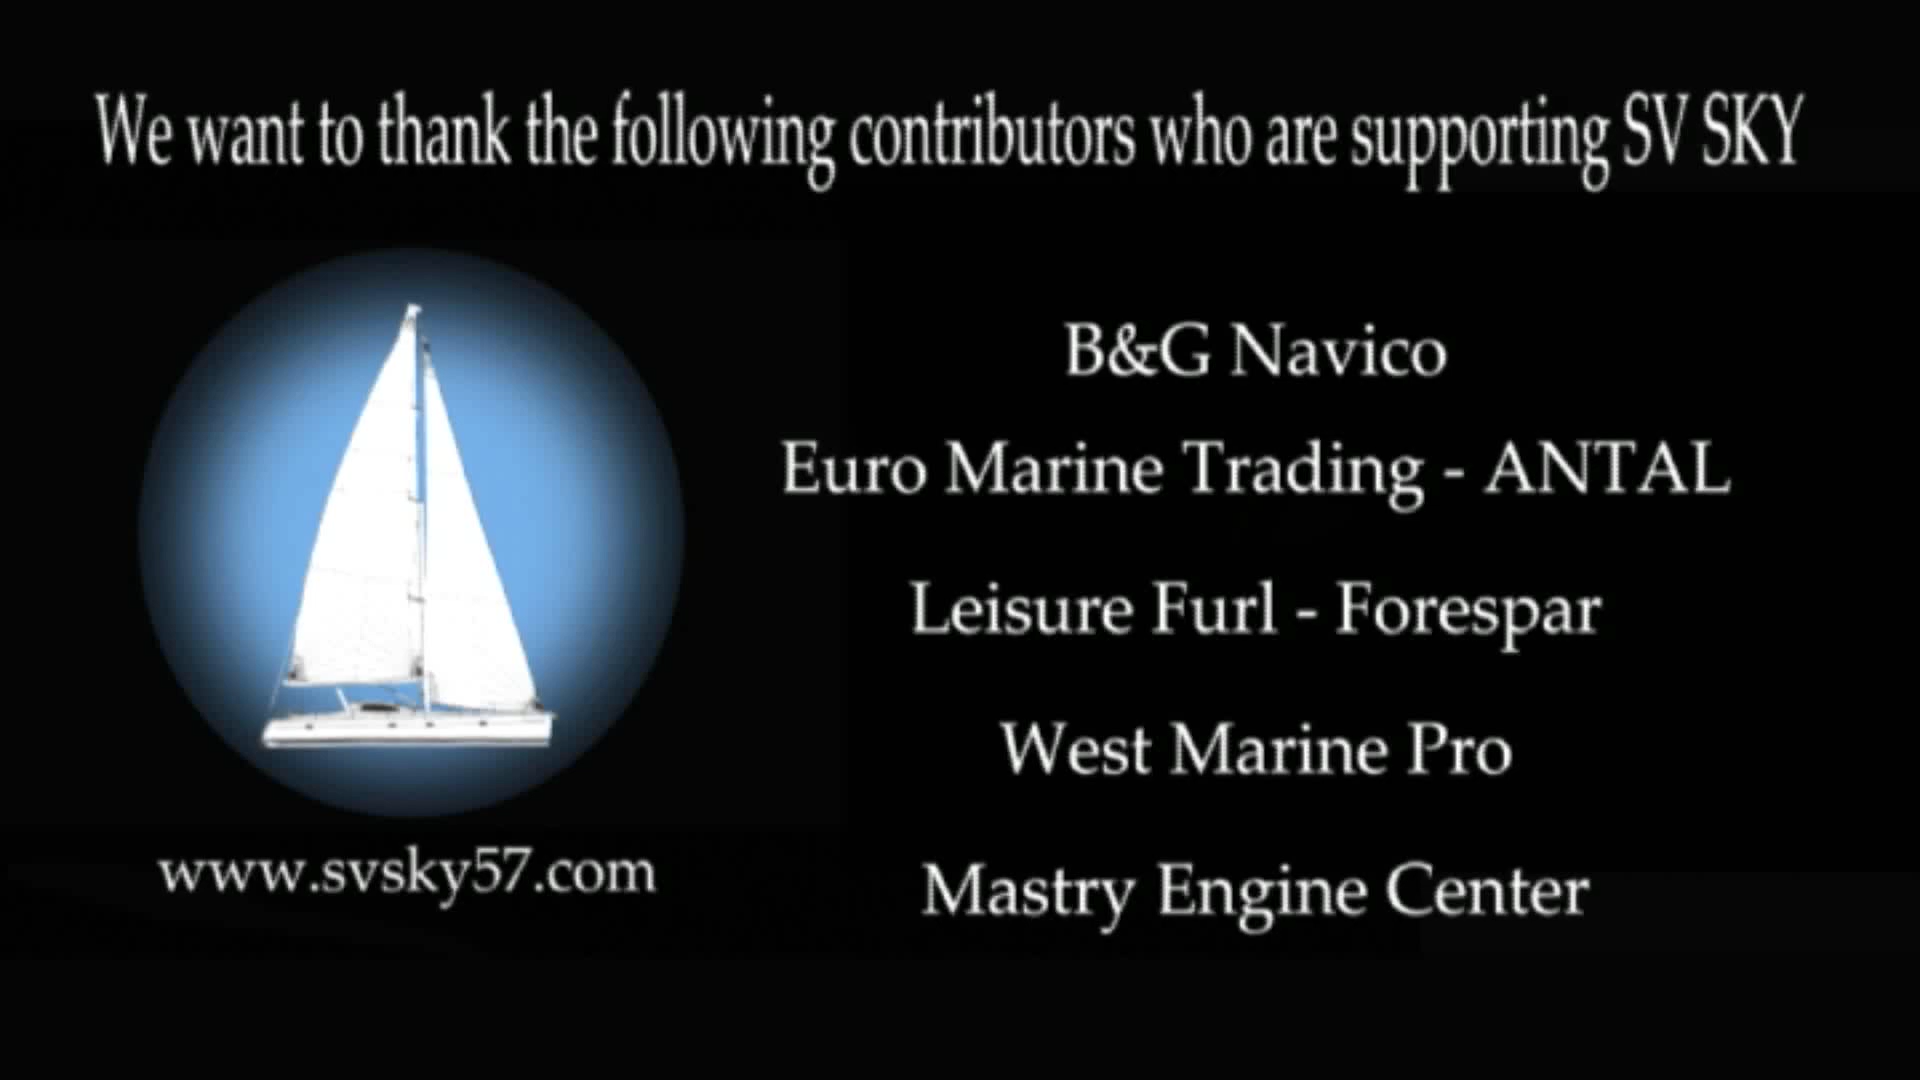 We want to thank the following contributors who are supporting SV SKY
B&G Navico
Euro Marine Trading - ANTAL
Leisure Furl - Forespar
West Marine Pro
Mastry Engine Center
www.svsky57.com